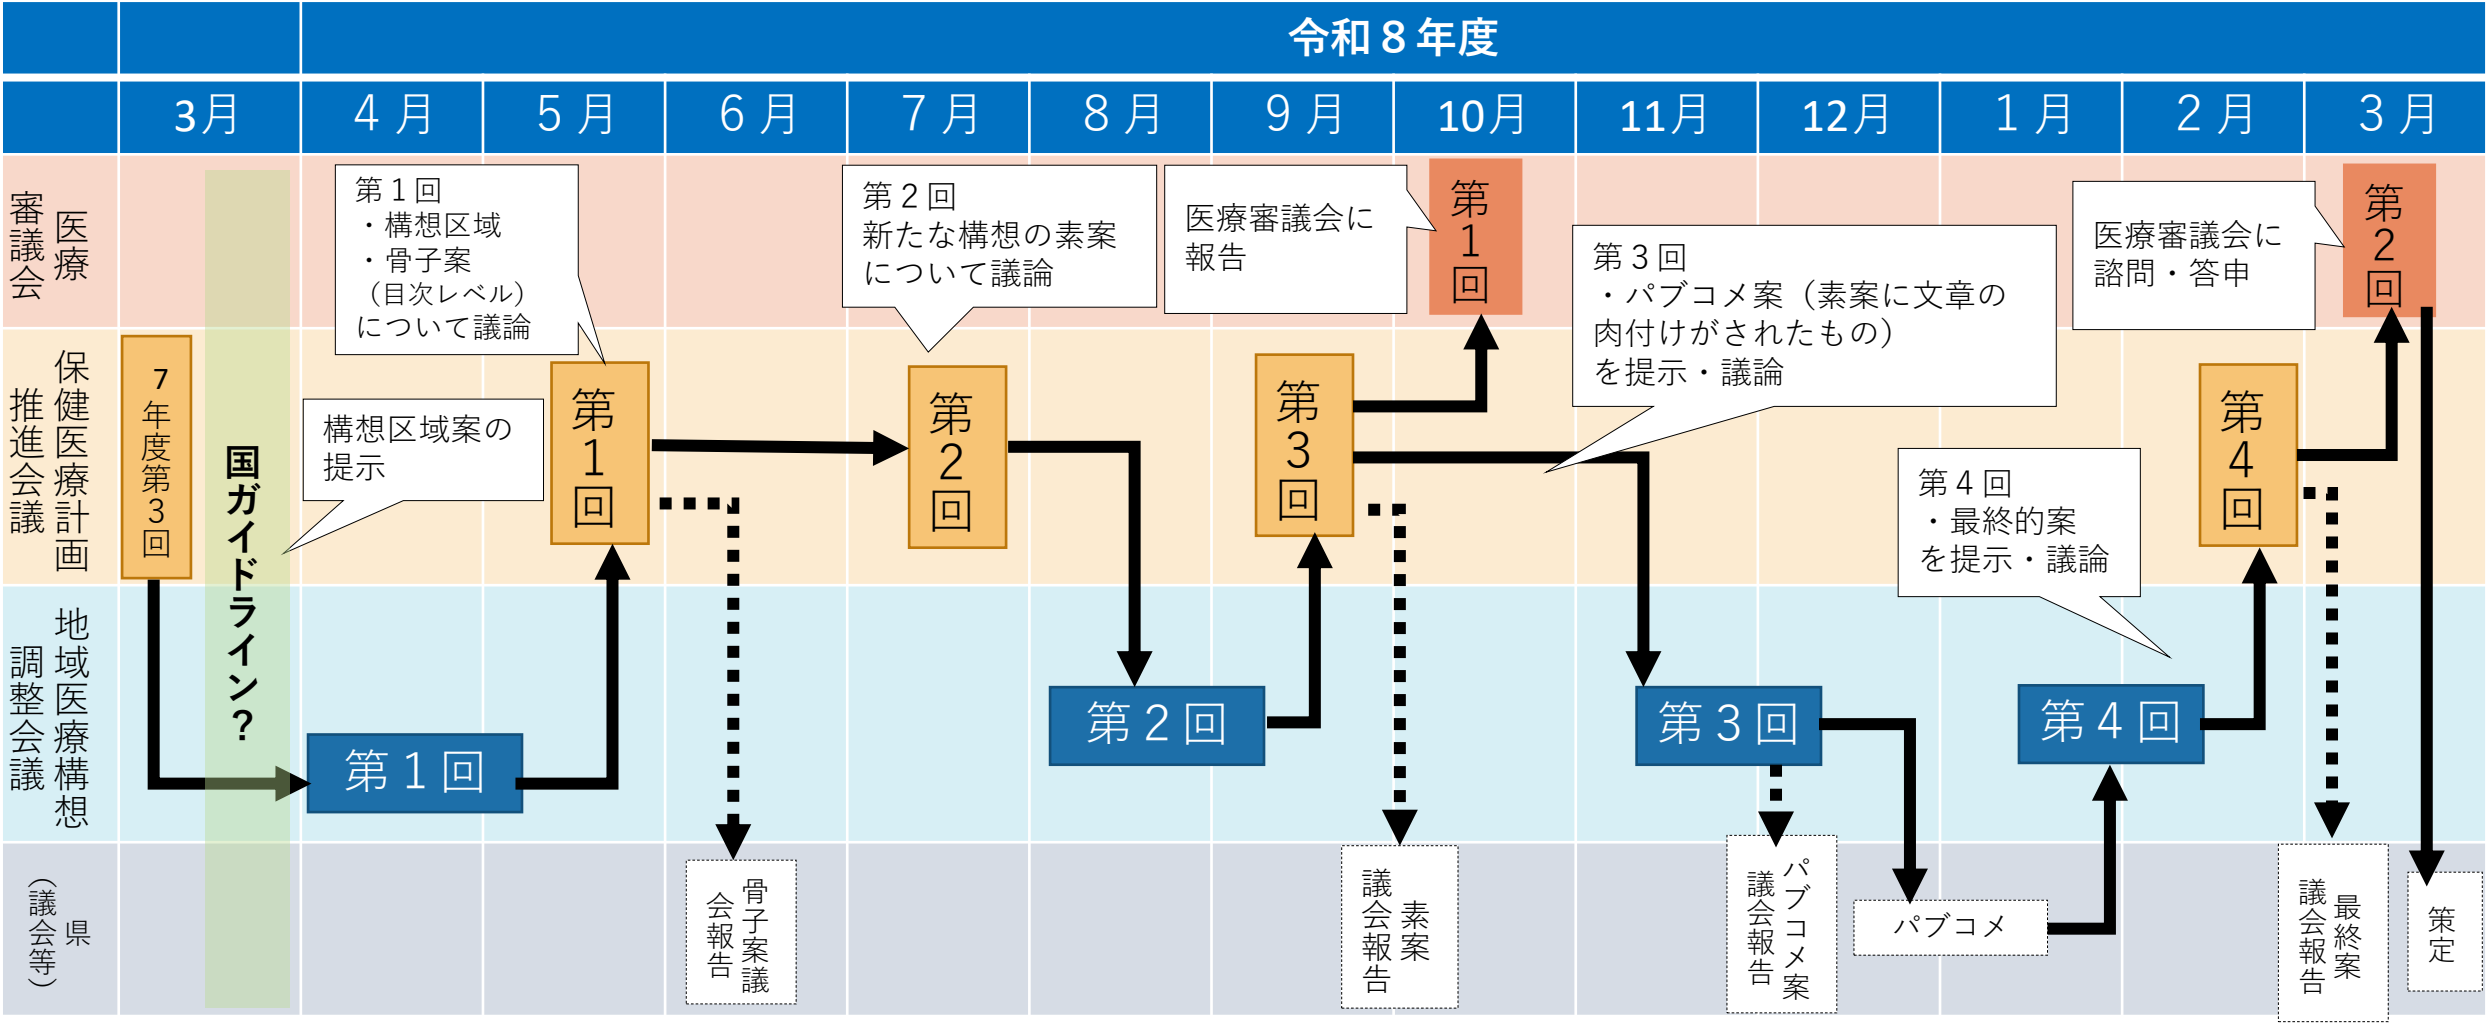 令和８年度
3月
４月
５月
６月
７月
８月
９月
10月
11月
12月
１月
２月
３月
医療
審議会
第１回
・構想区域
・骨子案
（目次レベル）
について議論
第２回
新たな構想の素案
について議論
医療審議会に
報告
第１回
第３回
・パブコメ案（素案に文章の
肉付けがされたもの）
を提示・議論
医療審議会に
諮問・答申
第２回
保健医療計画
推進会議
７年度第３回
国ガイドライン？
構想区域案の
提示
第１回
第２回
第３回
第４回
・最終的案
を提示・議論
第４回
地域医療構想
調整会議
第１回
第２回
第３回
第４回
県
（議会等）
骨子案議
会報告
素案
議会報告
パブコメ案
議会報告
パブコメ
最終案
議会報告
策定